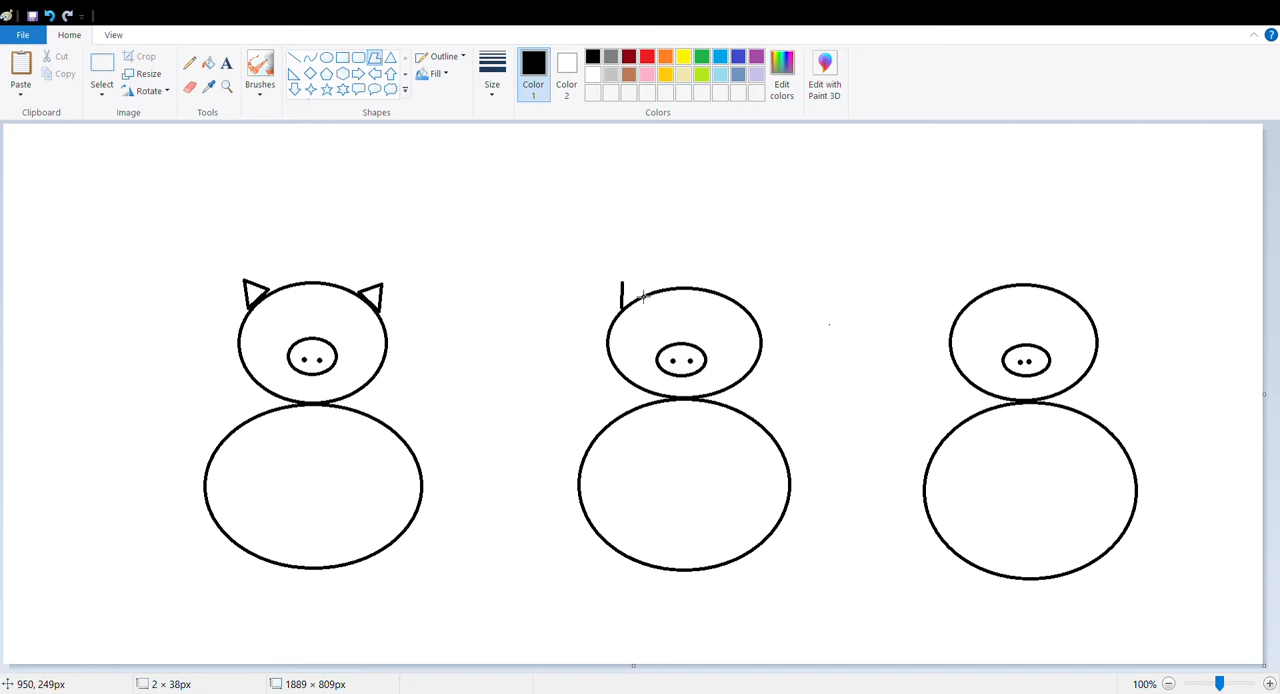 File Home View
Cut Crop Outline Edit Edit with
Copy Resize Fill
Paste Select Rotate Brushes Size Color Color colors Paint 3D
1 2
Clipboard Image Tools Shapes Colors
950, 249px 2 × 38px 1889 × 809px 100%